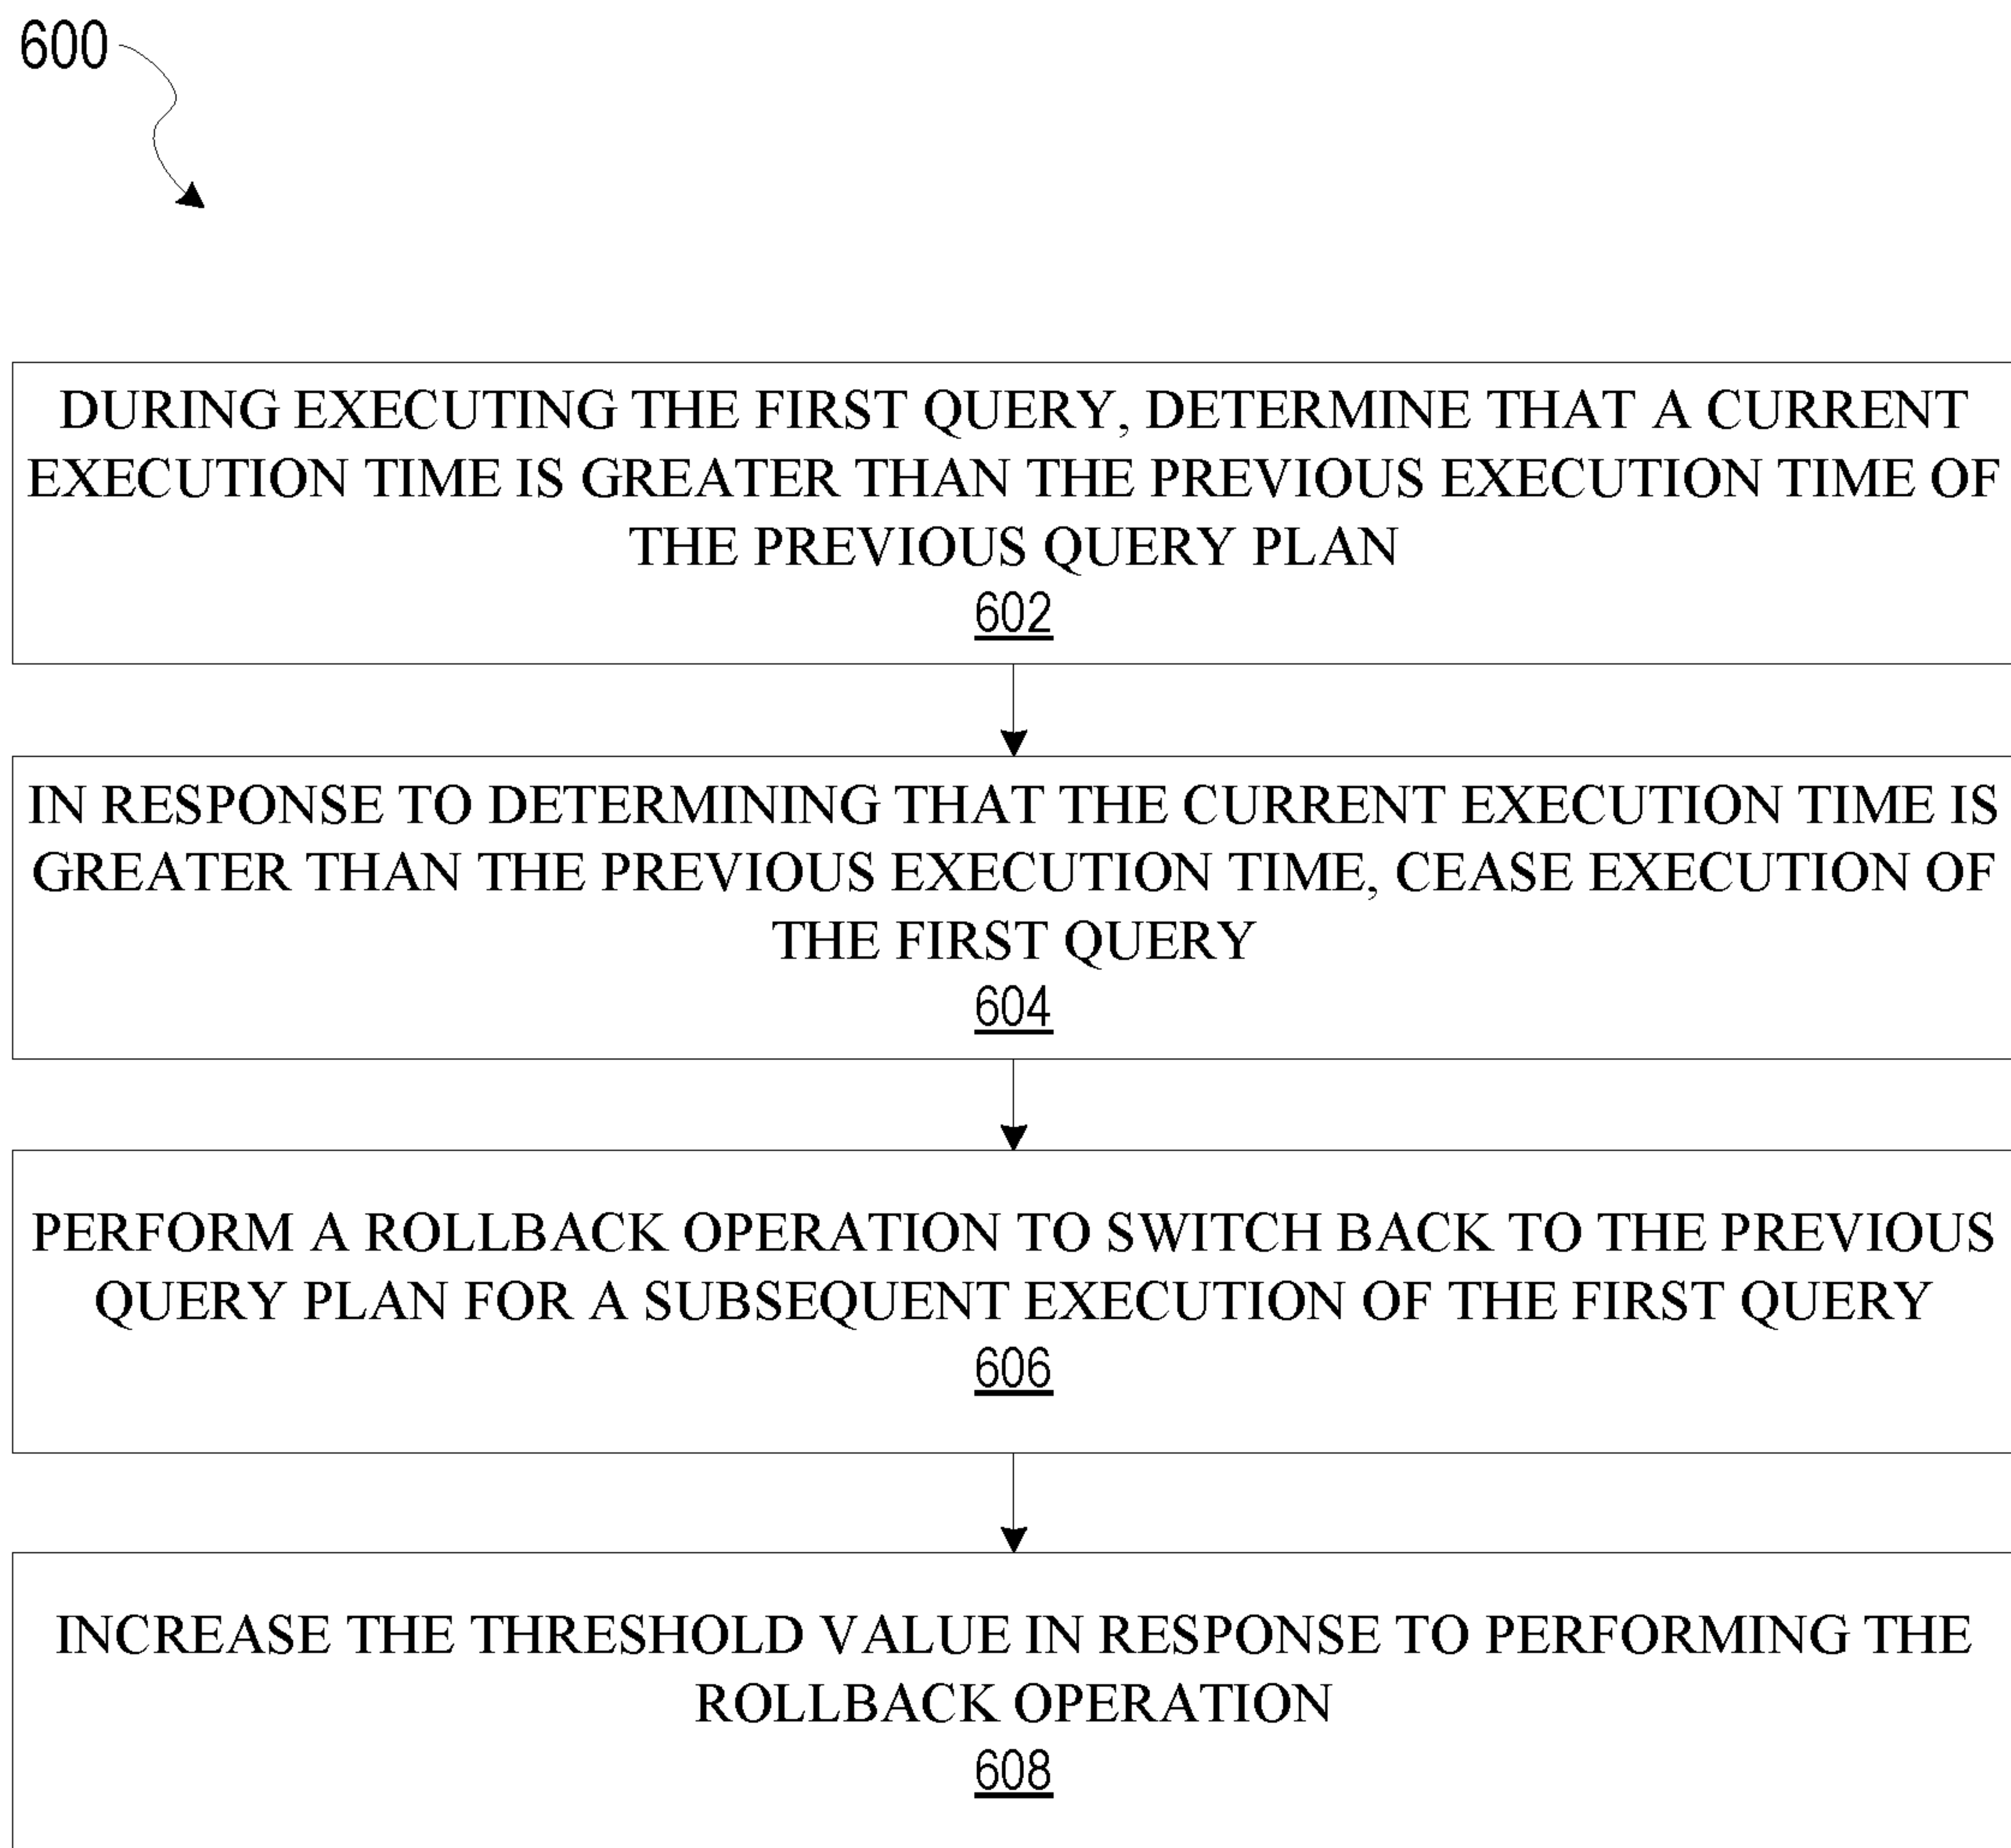 600
DURING EXECUTING THE FIRST QUERY, DETERMINE THAT A CURRENT
EXECUTION TIME IS GREATER THAN THE PREVIOUS EXECUTION TIME OF
THE PREVIOUS QUERY PLAN
602
IN RESPONSE TO DETERMINING THAT THE CURRENT EXECUTION TIME IS
GREATER THAN THE PREVIOUS EXECUTION TIME, CEASE EXECUTION OF
THE FIRST QUERY
604
PERFORM A ROLLBACK OPERATION TO SWITCH BACK TO THE PREVIOUS
QUERY PLAN FOR A SUBSEQUENT EXECUTION OF THE FIRST QUERY
606
INCREASE THE THRESHOLD VALUE IN RESPONSE TO PERFORMING THE
ROLLBACK OPERATION
608